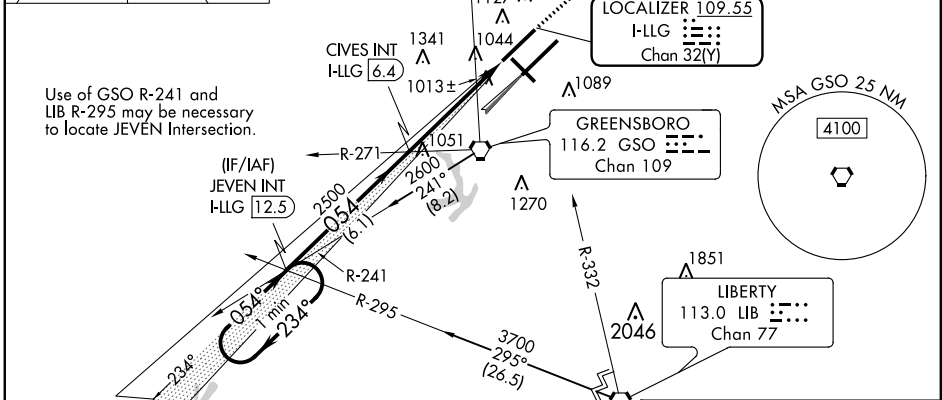 LOCALIZER 109.55
I-LLG
Chan 32(Y)
1341
1044
CIVES INT
I-LLG 6.4
1013±
1089
Use of GSO R-241 and
LIB R-295 may be necessary
to locate JEVEN Intersection.
MSA GSO 25 NM
4100
GREENSBORO
116.2 GSO
Chan 109
1051
R-271
2600
241°
(8.2)
(IF/IAF)
JEVEN INT
I-LLG 12.5
2500
054°
(6.1)
1270
R-332
R-241
R-295
054°
1 min
234°
234°
1851
LIBERTY
113.0 LIB
Chan 77
2046
3700
295°
(26.5)